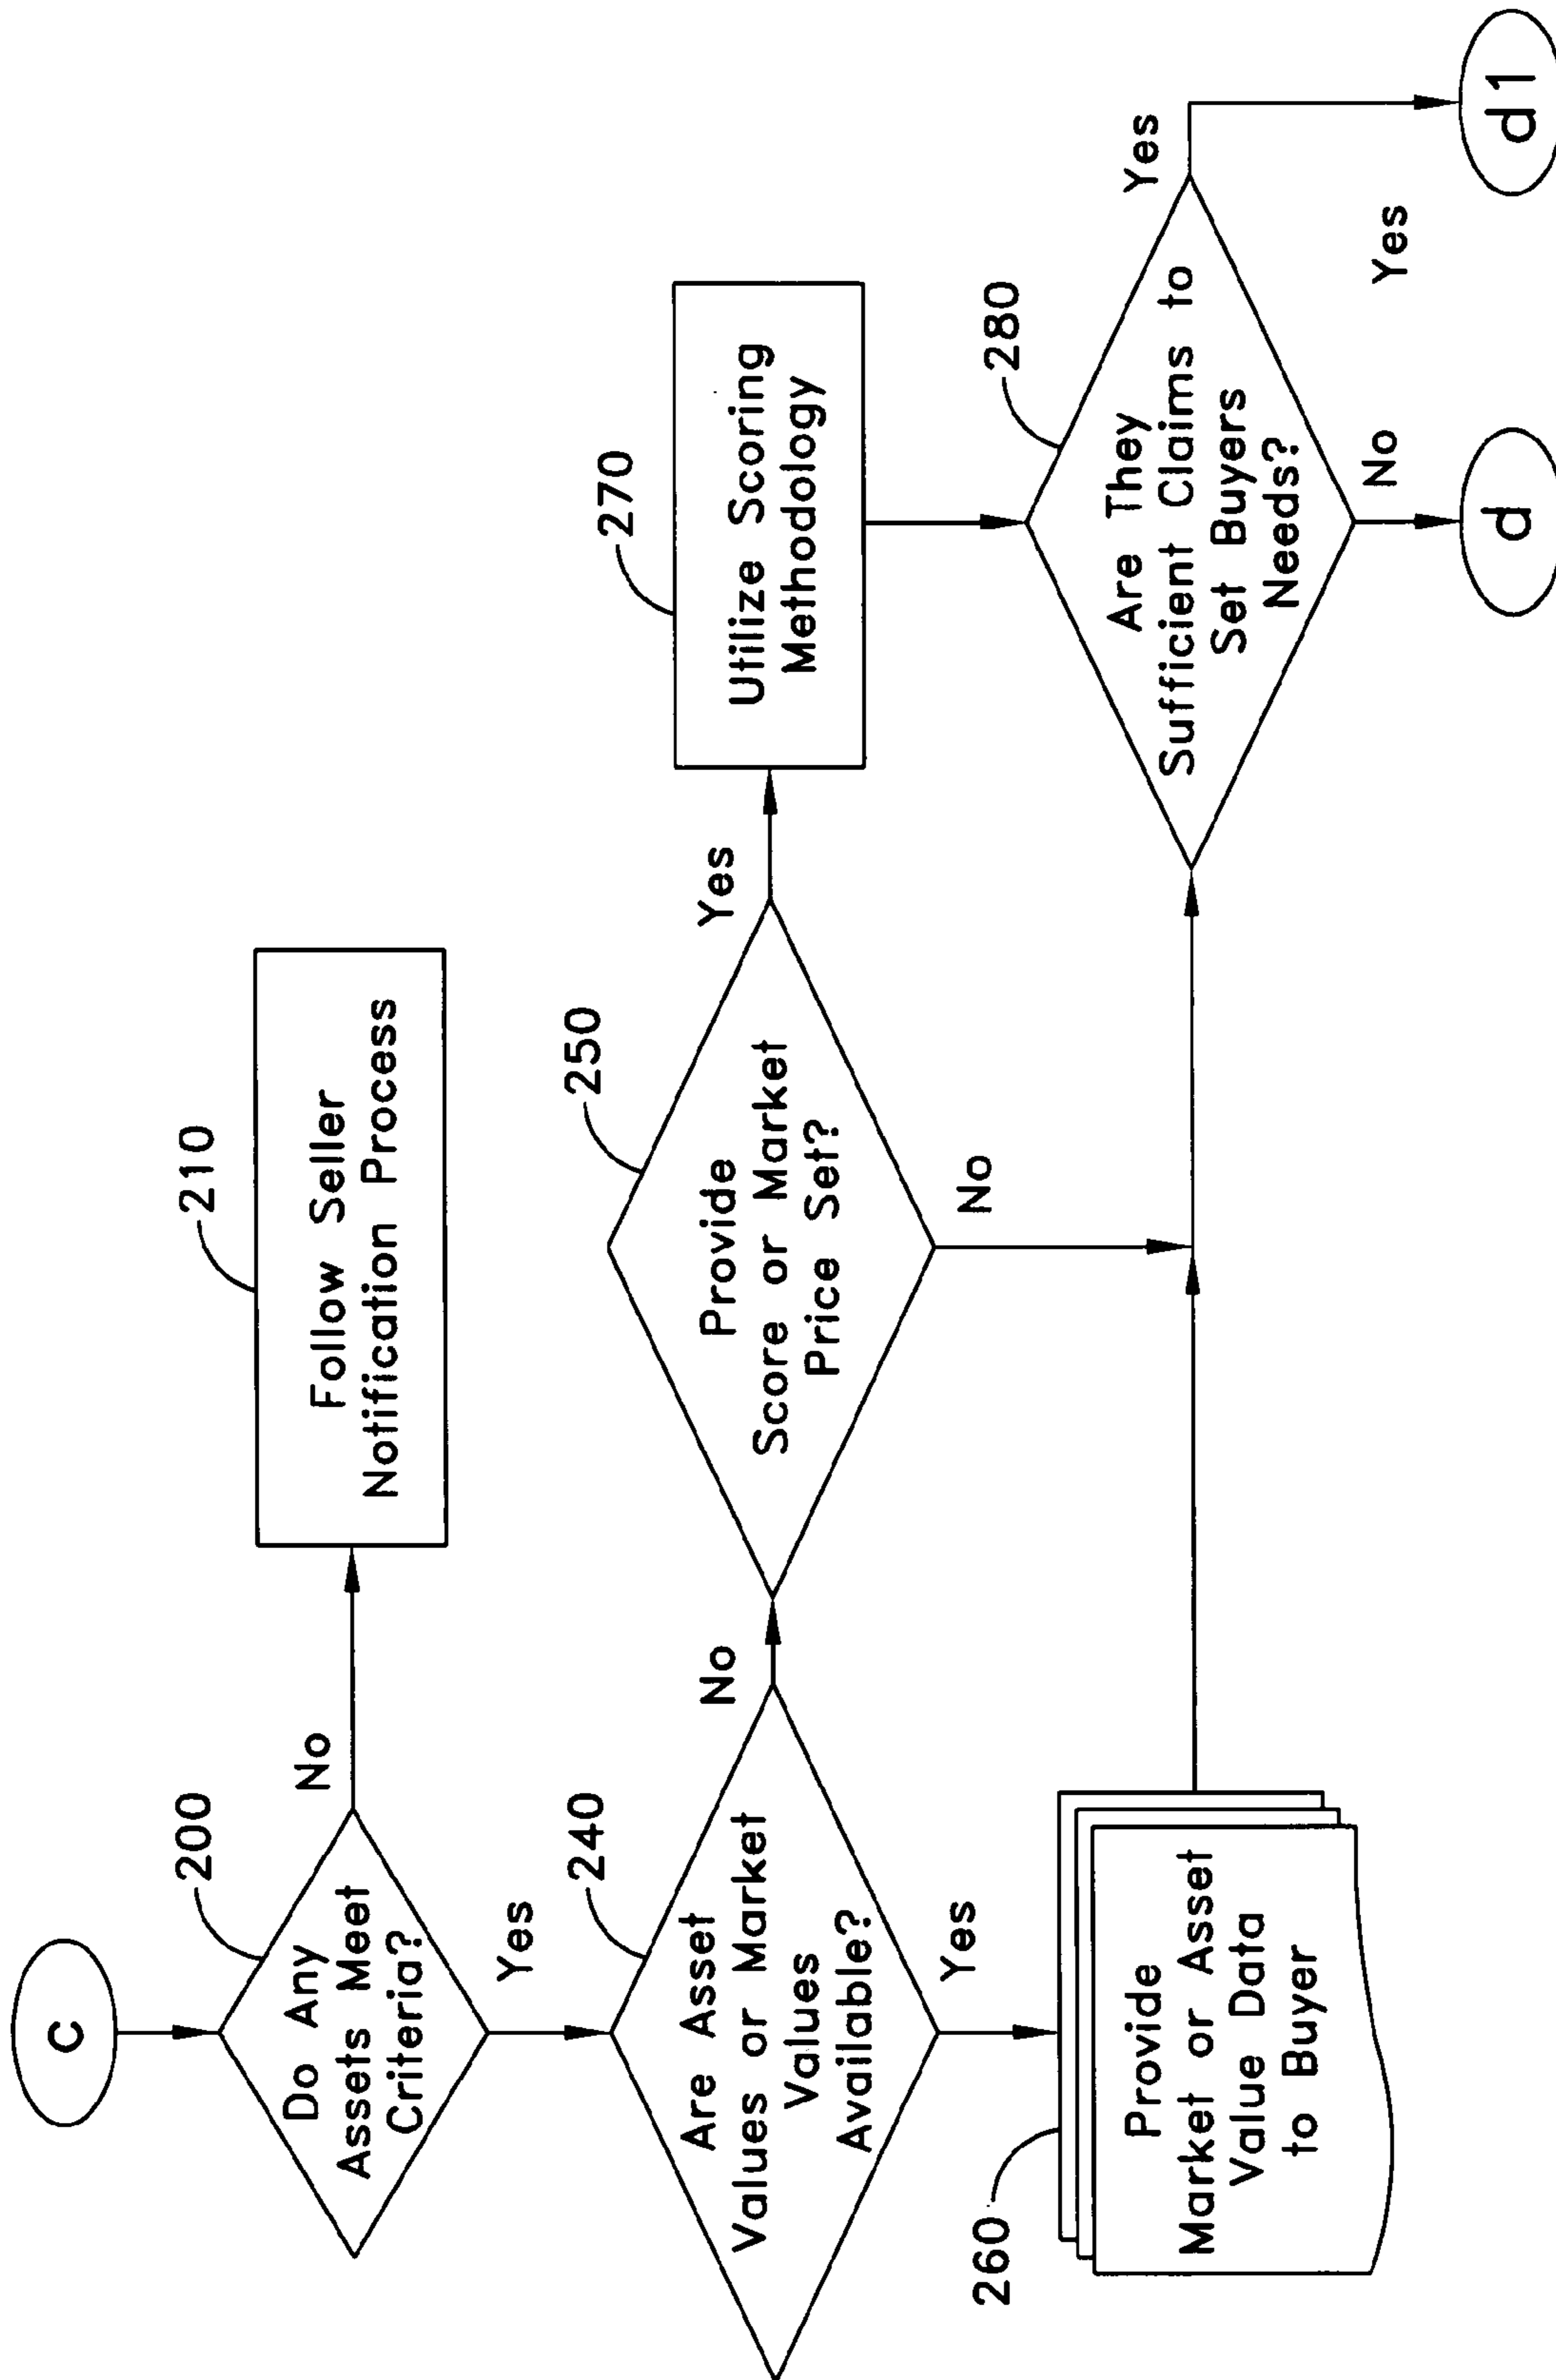 c
200
Do Any
Assets Meet
Criteria?
No
210
Follow Seller
Notification Process
Yes
240
Are Asset
Values or Market
Values
Available?
No
250
Provide
Score or Market
Price Set?
Yes
270
Utilize Scoring
Methodology
Yes
No
260
Provide
Market or Asset
Value Data
to Buyer
280
Are They
Sufficient Claims to
Set Buyers
Needs?
Yes
Yes
No
d
d1